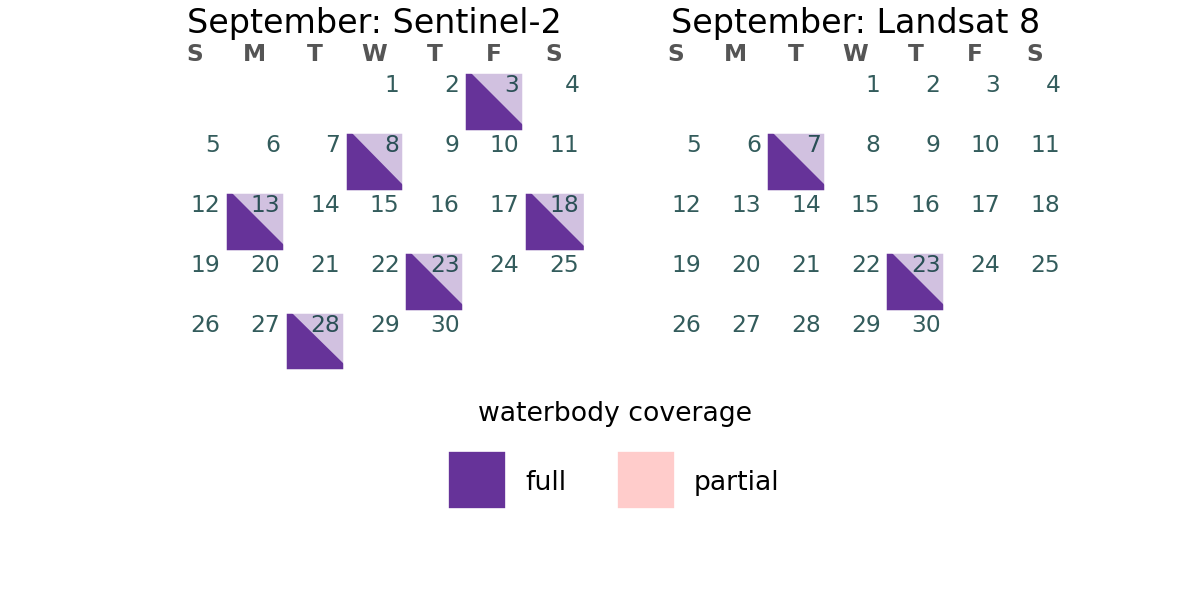 September: Sentinel-2
S M T W T F S
1 2 3 4
5 6 7 8 9 10 11
12 13 14 15 16 17 18
19 20 21 22 23 24 25
26 27 28 29 30
September: Landsat 8
S M T W T F S
1 2 3 4
5 6 7 8 9 10 11
12 13 14 15 16 17 18
19 20 21 22 23 24 25
26 27 28 29 30
waterbody coverage
full partial